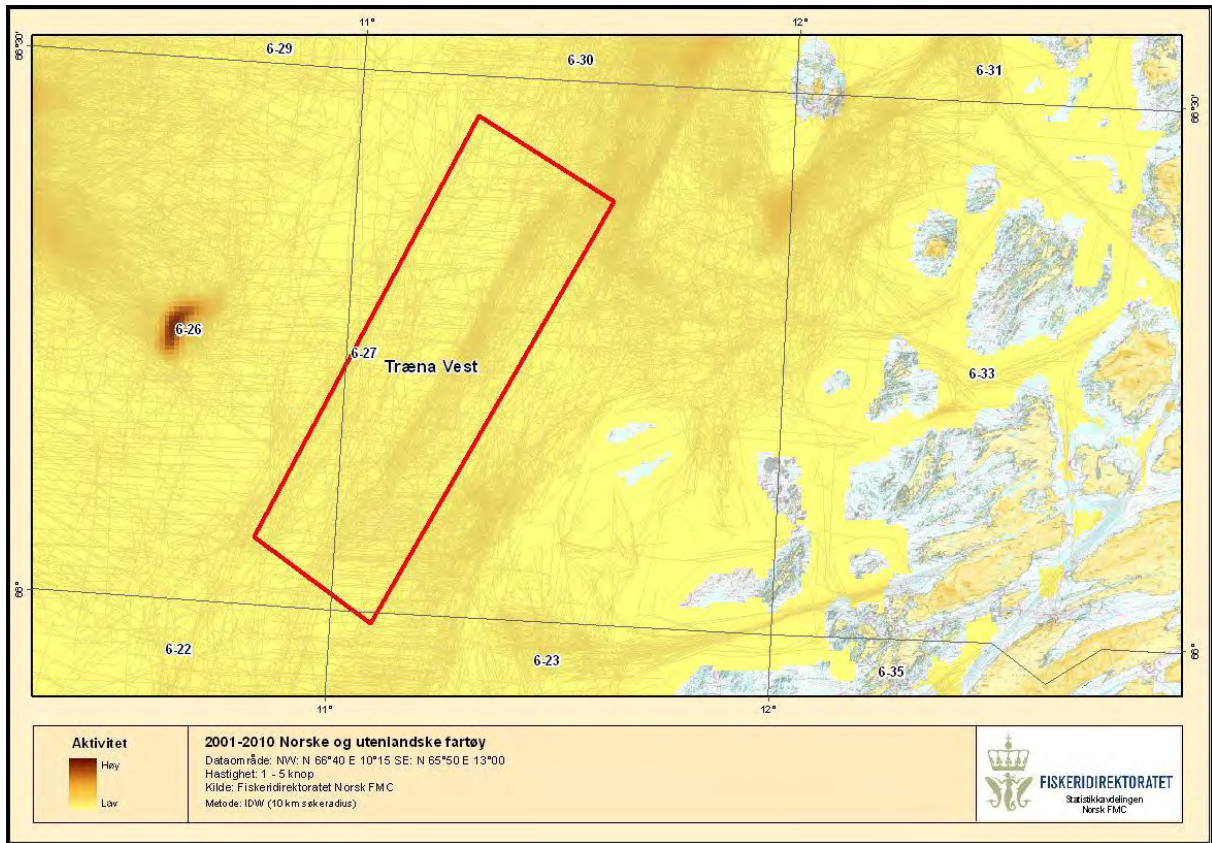 11°
12°
66°30'
6-29
6-30
6-31
66°30'
6-26
6-27
Træna Vest
6-33
66°
6-22
6-23
6-35
66°
11°
12°
Aktivitet
Høy
Lav
2001-2010 Norske og utenlandske fartøy
Dataområde: NW: N 66°40 E 10°15 SE: N 65°50 E 13°00
Hastighet: 1 - 5 knop
Kilde: Fiskeridirektoratet Norsk FMC
Metode: IDW (10 km søkeradius)
FISKERIDIREKTORATET
Statistikkavdelingen
Norsk FMC